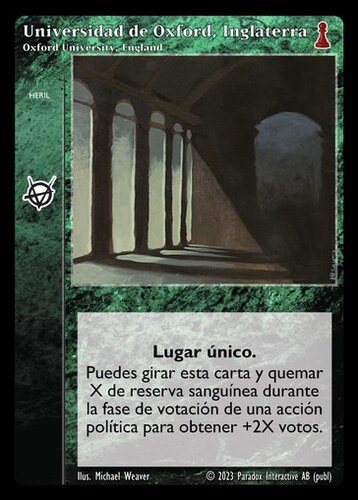 Universidad de Oxford, Inglaterra
Oxford University, England
HERIL
Lugar único.
Puedes girar esta carta y quemar
X de reserva sanguínea durante
la fase de votación de una acción
política para obtener +2X votos.
Ilus. Michael Weaver © 2023 Paradox Interactive AB (publ)